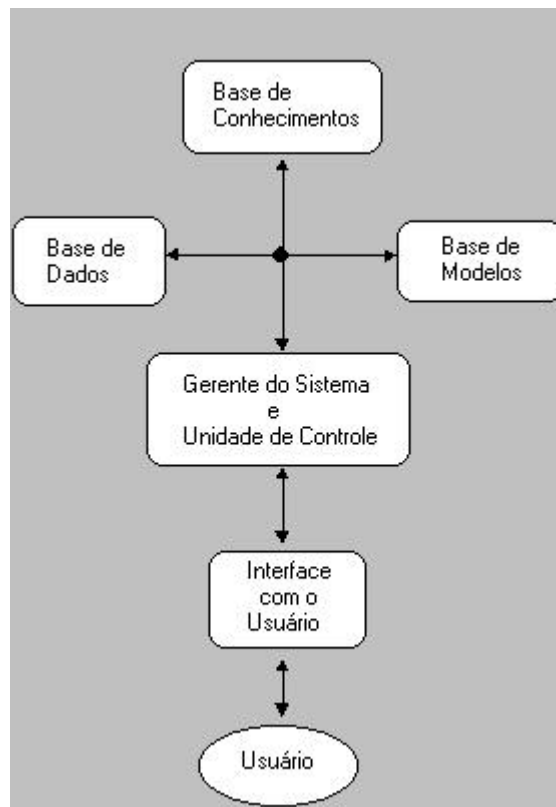 Base de
Conhecimentos
Base de
Dados
Base de
Modelos
Gerente do Sistema
e
Unidade de Controle
Interface
com o
Usuário
Usuário